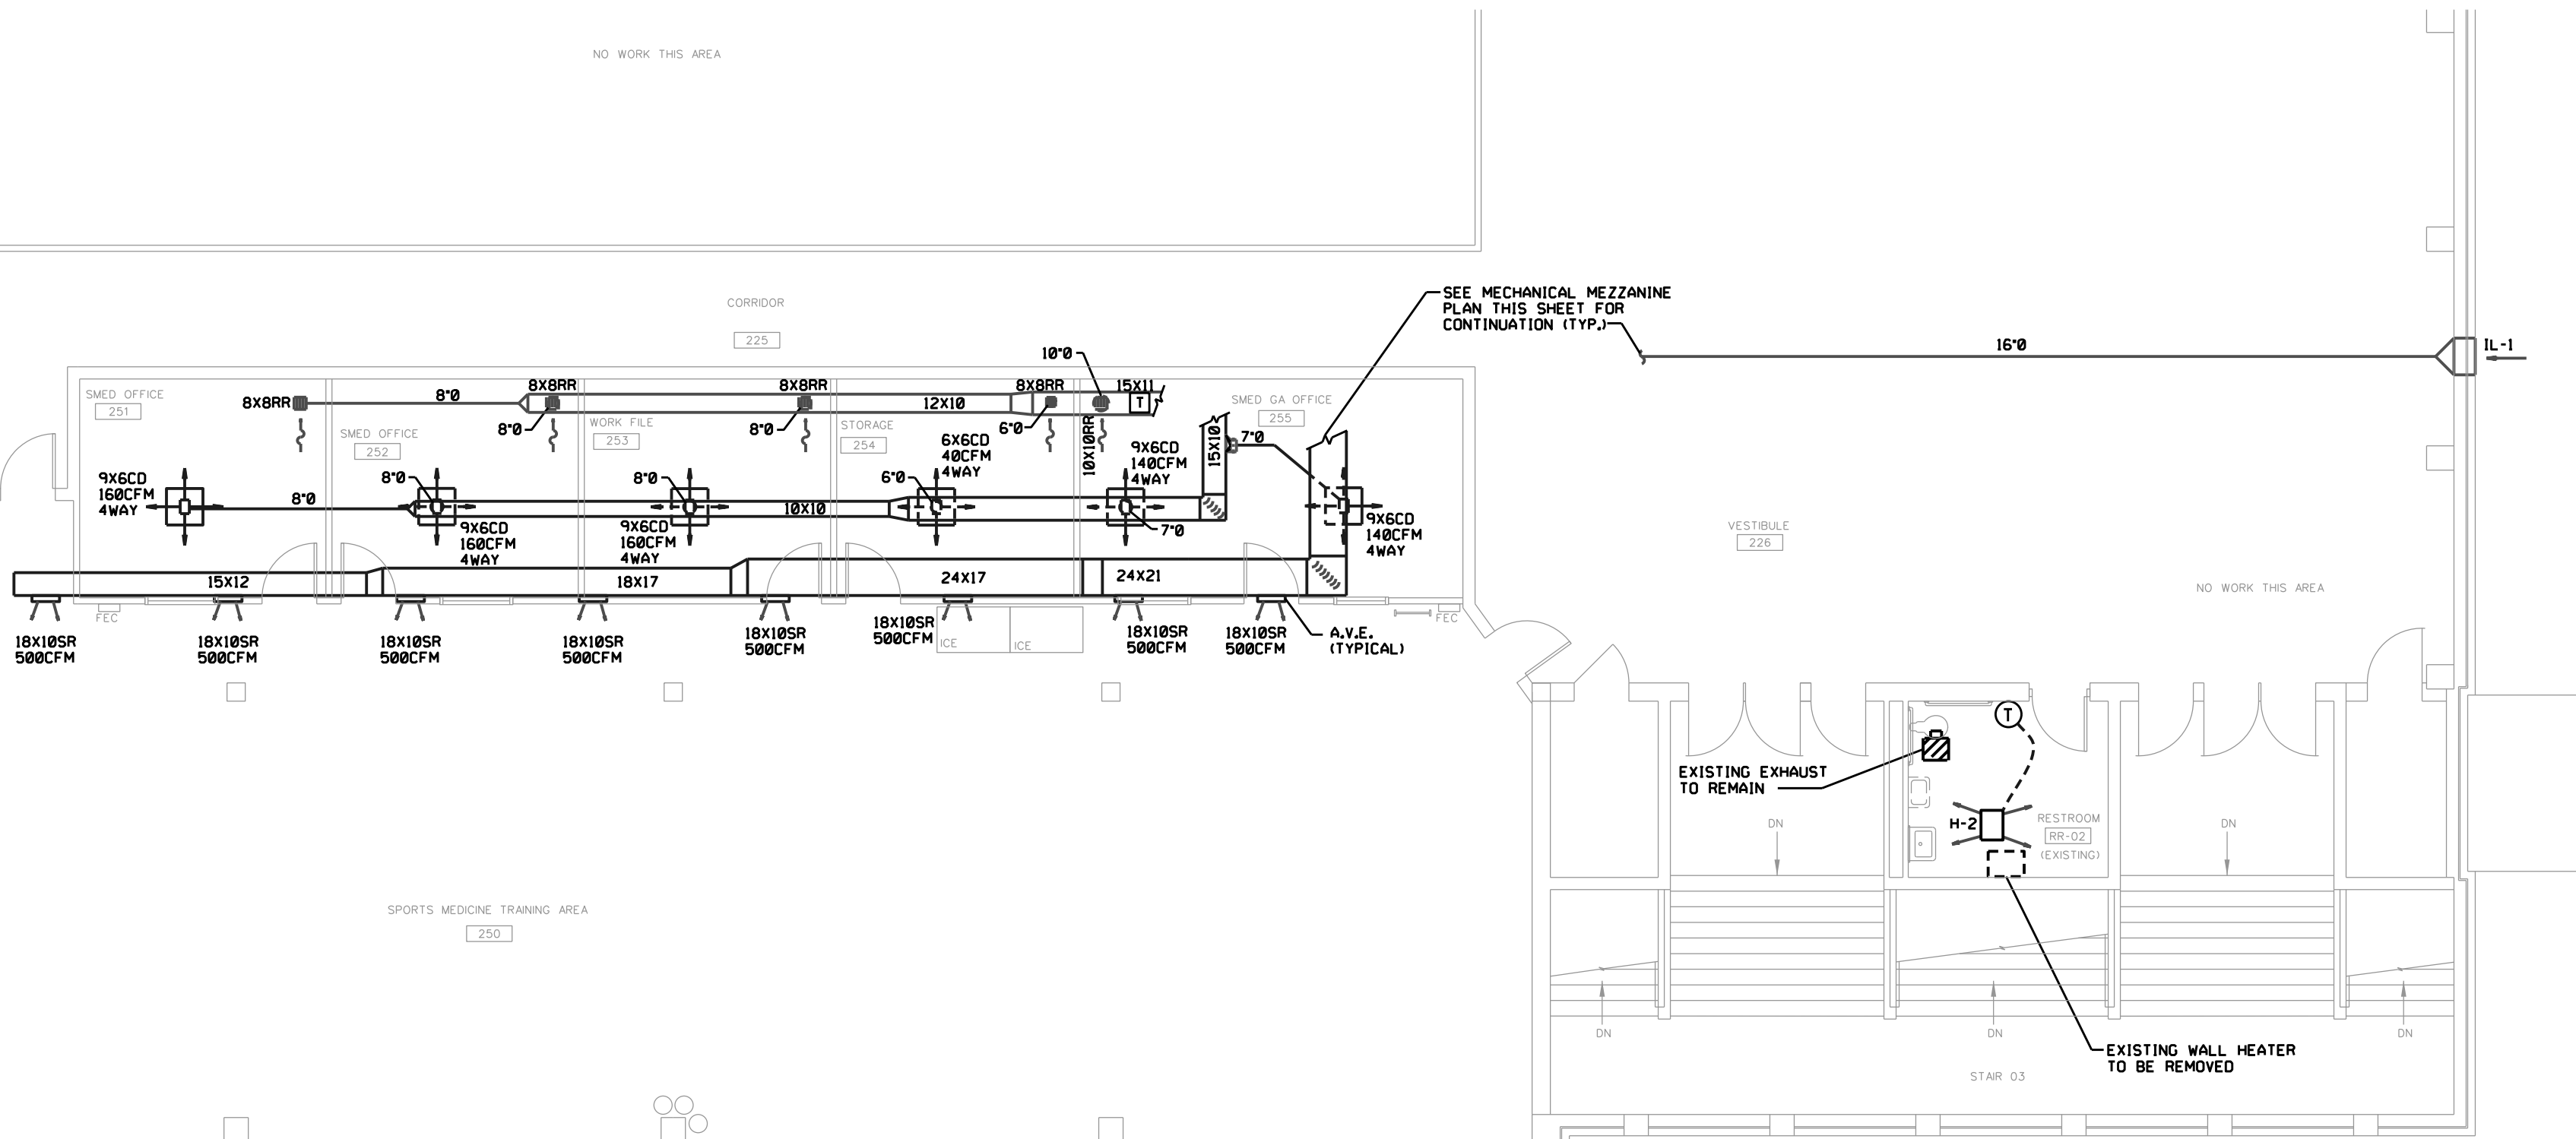 NO WORK THIS AREA
CORRIDOR
225
SEE MECHANICAL MEZZANINE
PLAN THIS SHEET FOR
CONTINUATION (TYP.)
16"Ø
IL-1
SMED OFFICE
251
8X8RR
8"Ø
8X8RR
8"Ø
8X8RR
8"Ø
12X10
8X8RR
6"Ø
10"Ø
15X11
T
10X10RR
SMED OFFICE
252
WORK FILE
253
STORAGE
254
SMED GA OFFICE
255
15X10
7"Ø
9X6CD
160CFM
4WAY
8"Ø
8"Ø
9X6CD
160CFM
4WAY
8"Ø
9X6CD
160CFM
4WAY
10X10
6"Ø
6X6CD
40CFM
4WAY
9X6CD
140CFM
4WAY
7"Ø
9X6CD
140CFM
4WAY
15X12
18X17
24X17
24X21
FEC
FEC
18X10SR
500CFM
18X10SR
500CFM
18X10SR
500CFM
18X10SR
500CFM
18X10SR
500CFM
18X10SR
500CFM
ICE
ICE
18X10SR
500CFM
18X10SR
500CFM
A.V.E.
(TYPICAL)
VESTIBULE
226
NO WORK THIS AREA
T
EXISTING EXHAUST
TO REMAIN
H-2
RESTROOM
RR-02
(EXISTING)
DN
DN
SPORTS MEDICINE TRAINING AREA
250
DN
DN
DN
EXISTING WALL HEATER
TO BE REMOVED
STAIR 03